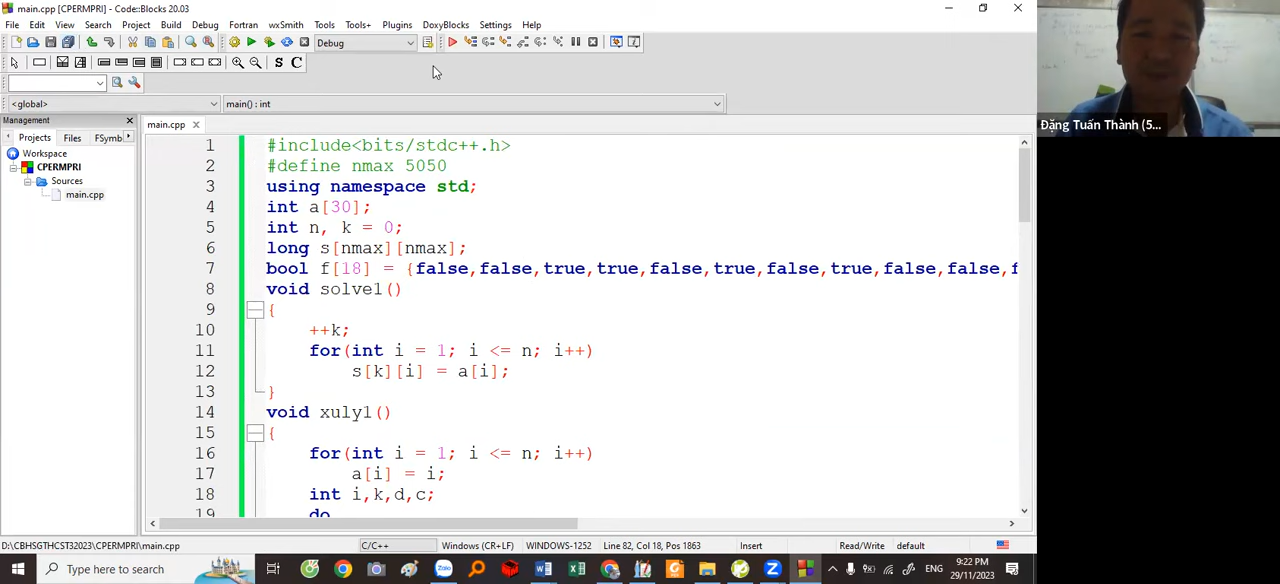 main.cpp [CPERMPRI] - Code::Blocks 20.03
File Edit View Search Project Build Debug Fortran wxSmith Tools Tools+ Plugins DoxyBlocks Settings Help
Debug
S C
<global>
main() : int
Management
Projects Files FSymb
Workspace
CPERMPRI
Sources
main.cpp
main.cpp
1 #include<bits/stdc++.h>
2 #define nmax 5050
3 using namespace std;
4 int a[30];
5 int n, k = 0;
6 long s[nmax][nmax];
7 bool f[18] = {false,false,true,true,false,true,false,true,false,false,f
8 void solve1()
9 {
10 ++k;
11 for(int i = 1; i <= n; i++)
12 s[k][i] = a[i];
13 }
14 void xuly1()
15 {
16 for(int i = 1; i <= n; i++)
17 a[i] = i;
18 int i,k,d,c;
19 do
D:\CBHSGTHCST32023\CPERMPRI\main.cpp C/C++ Windows (CR+LF) WINDOWS-1252 Line 82, Col 18, Pos 1863 Insert Read/Write default
Type here to search
ENG
9:22 PM
29/11/2023
Đặng Tuấn Thành (5...